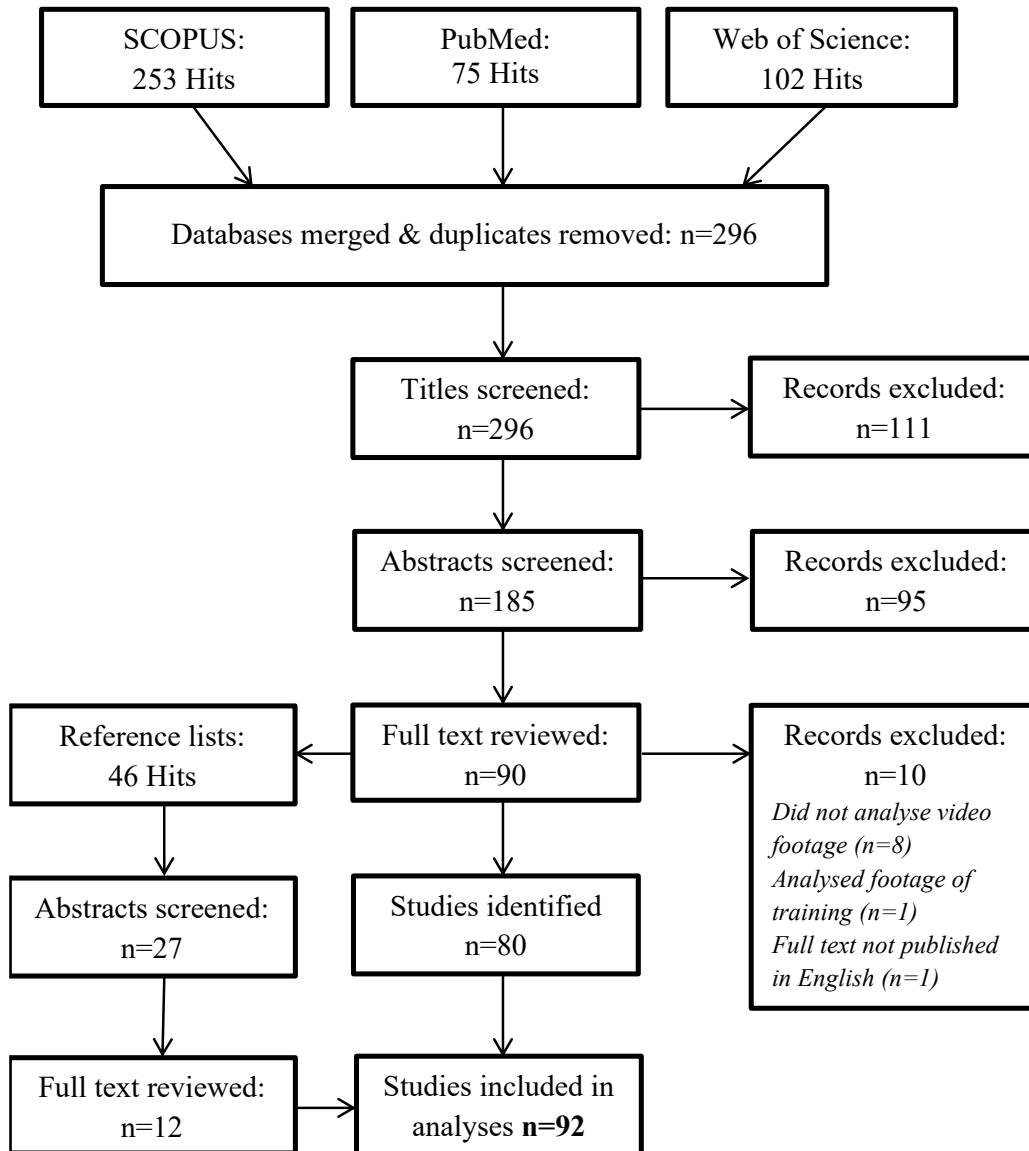 SCOPUS:
253 Hits
PubMed:
75 Hits
Web of Science:
102 Hits
Databases merged & duplicates removed: n=296
Titles screened:
n=296
Records excluded:
n=111
Abstracts screened:
n=185
Records excluded:
n=95
Reference lists:
46 Hits
Full text reviewed:
n=90
Records excluded:
n=10
Did not analyse video
footage (n=8)
Analysed footage of
training (n=1)
Full text not published
in English (n=1)
Abstracts screened:
n=27
Studies identified
n=80
Full text reviewed:
n=12
Studies included in
analyses n=92